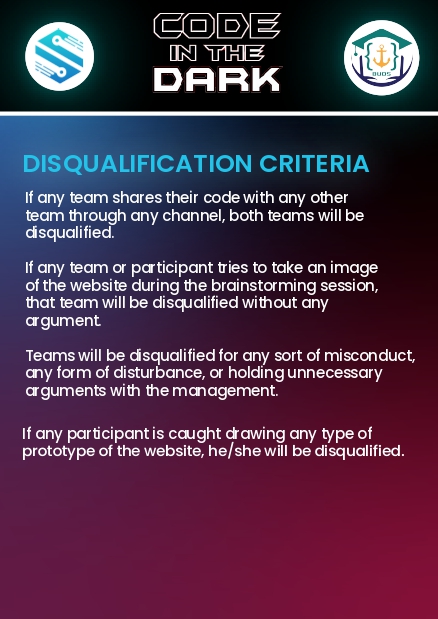 CODE
IN THE
DARK
BUDS
DISQUALIFICATION CRITERIA
If any team shares their code with any other
team through any channel, both teams will be
disqualified.
If any team or participant tries to take an image
of the website during the brainstorming session,
that team will be disqualified without any
argument.
Teams will be disqualified for any sort of misconduct,
any form of disturbance, or holding unnecessary
arguments with the management.
If any participant is caught drawing any type of
prototype of the website, he/she will be disqualified.